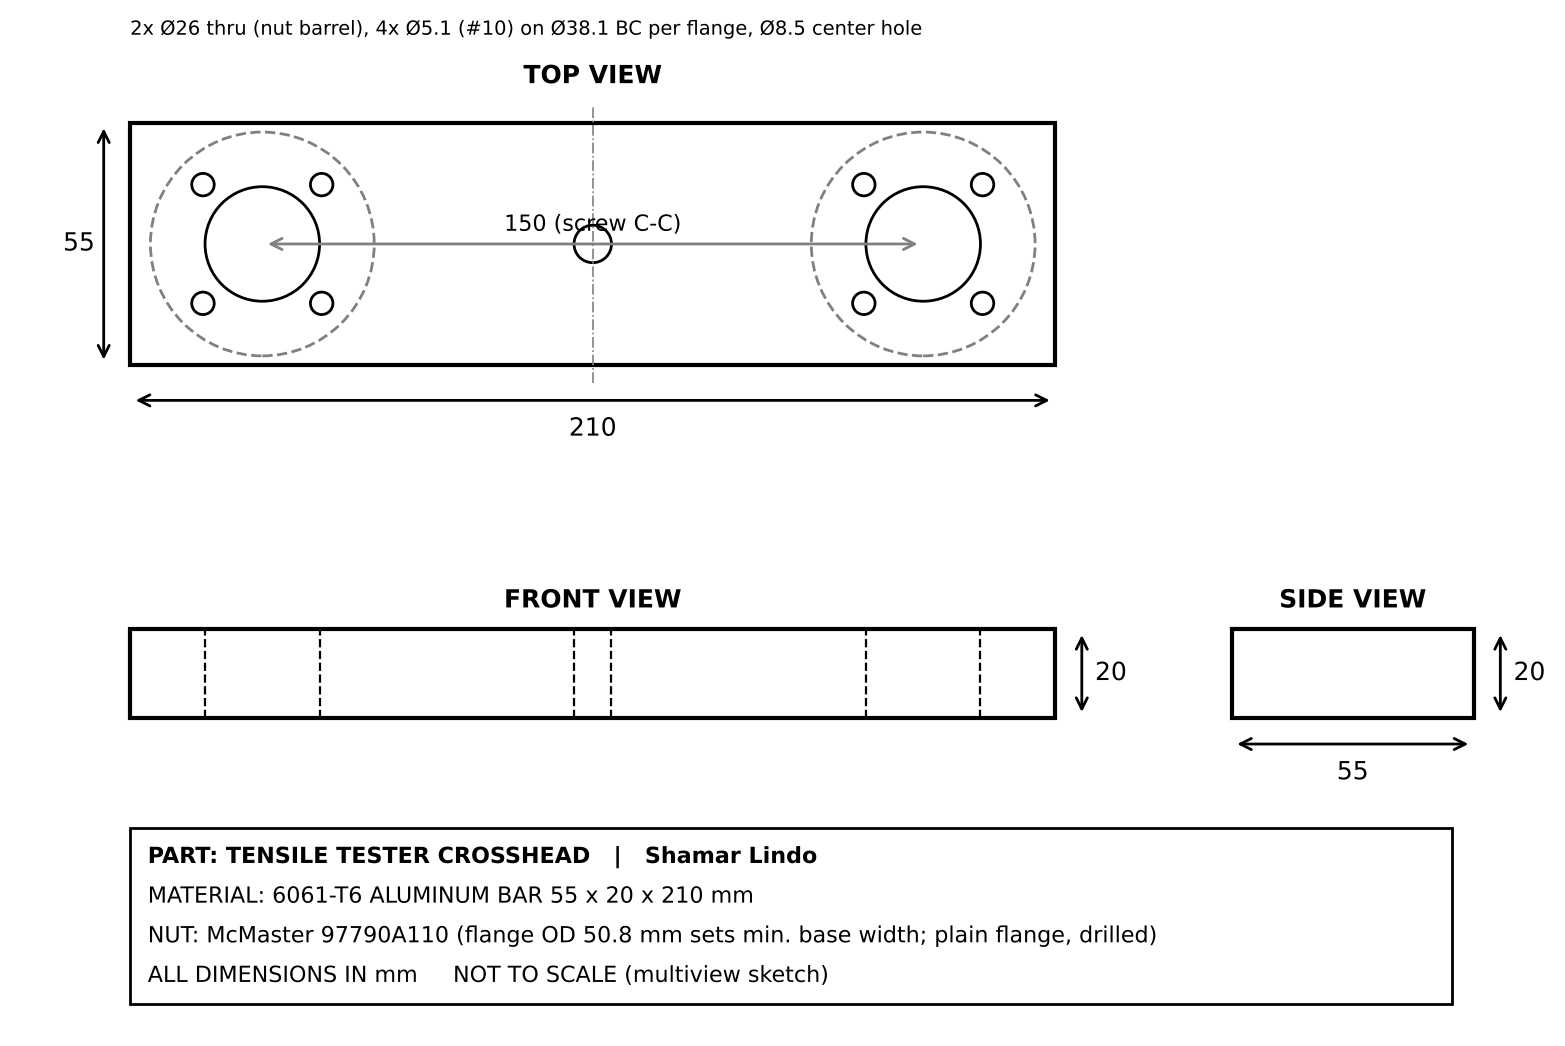 2x Ø26 thru (nut barrel), 4x Ø5.1 (#10) on Ø38.1 BC per flange, Ø8.5 center hole
TOP VIEW
55
150 (screw C-C)
210
FRONT VIEW
SIDE VIEW
20
20
55
PART: TENSILE TESTER CROSSHEAD | Shamar Lindo
MATERIAL: 6061-T6 ALUMINUM BAR 55 x 20 x 210 mm
NUT: McMaster 97790A110 (flange OD 50.8 mm sets min. base width; plain flange, drilled)
ALL DIMENSIONS IN mm NOT TO SCALE (multiview sketch)